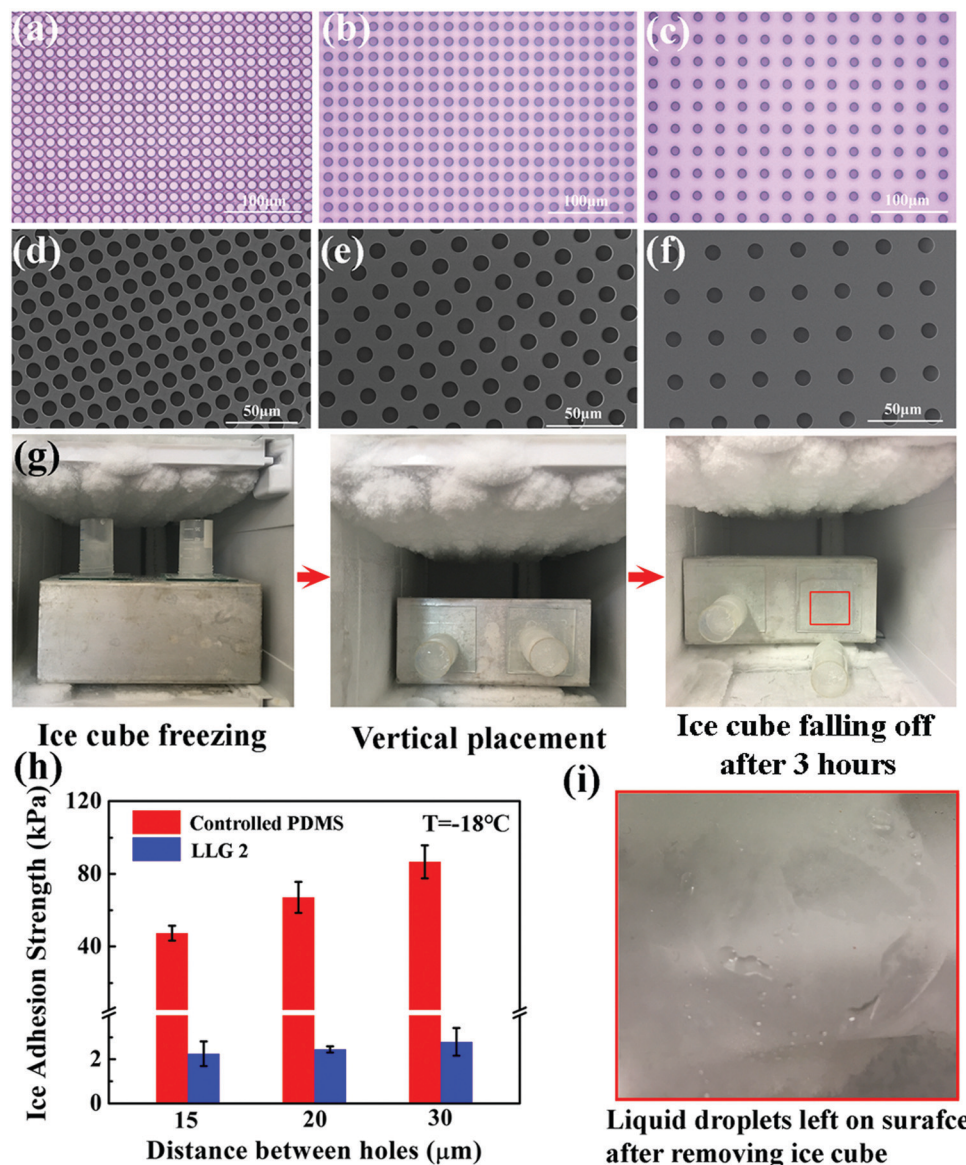 (a)
(b)
(c)
100μm
100μm
100μm
(d)
(e)
(f)
50μm
50μm
50μm
(g)
Ice cube freezing
Vertical placement
Ice cube falling off
after 3 hours
(h)
Ice Adhesion Strength (kPa)
120
80
40
2
0
Controlled PDMS
LLG 2
T=-18℃
15
20
30
Distance between holes (μm)
(i)
Liquid droplets left on surafce
after removing ice cube